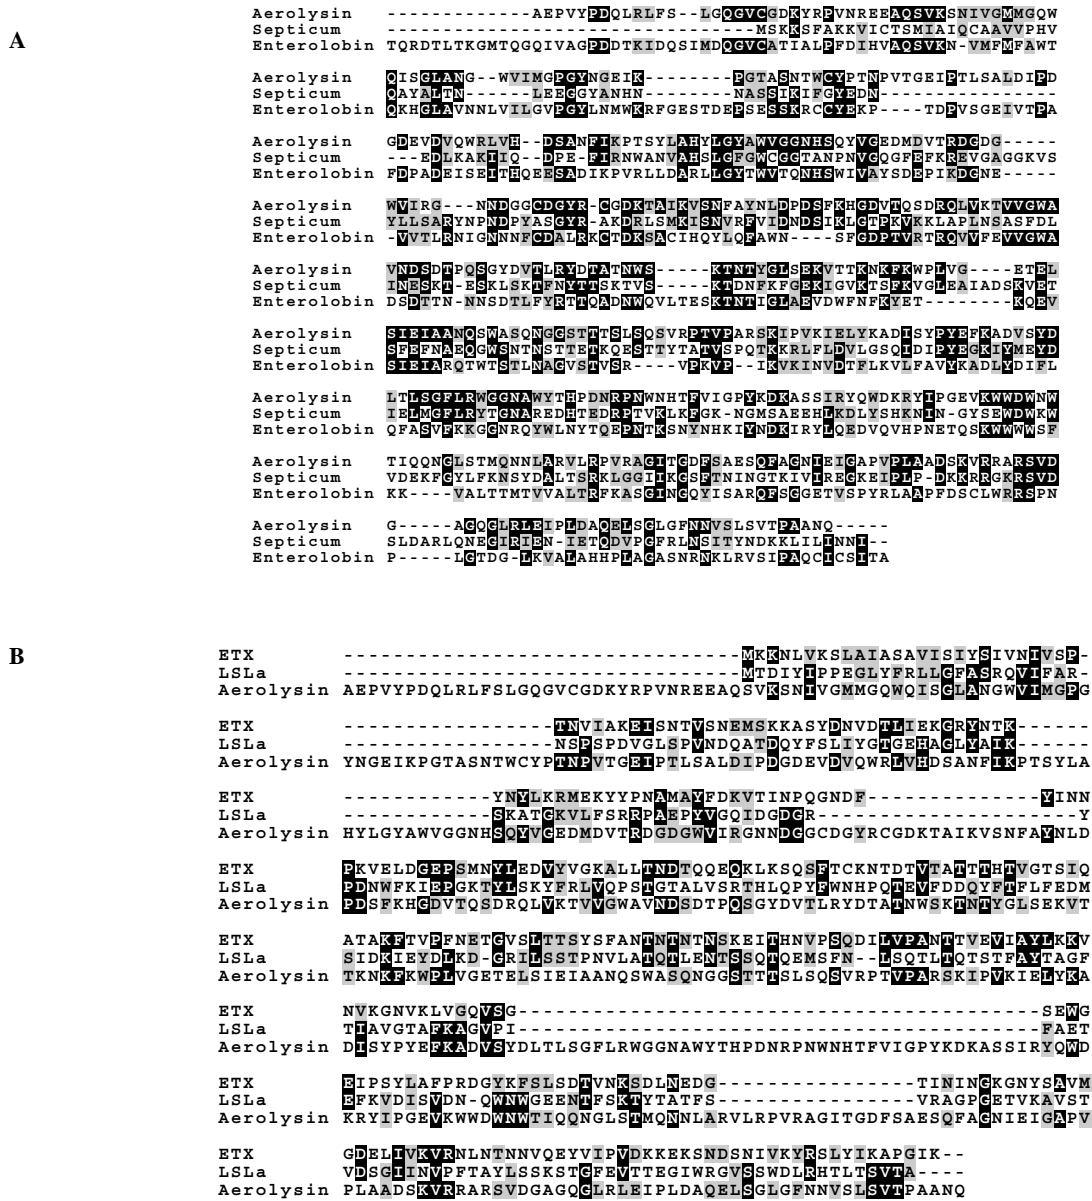 A
Aerolysin -------------AEPVYPDQLRLFS--LGQGVCGDKYRPVNREEAQSVKSNIVGMMGQW
Septicum ---------------------------------MSKKSFAKKVICTSMIAIQCAAVVPHV
Enterolobin TQRDTLTKGMTQGQIVAGPDDTKIDQSIMDQGVCATIALPFDIHVAQSVKN-VMFMFAWT
Aerolysin QISGLANG--WVIMGPGYNGEIK--------PGTASNTWCYPTNPVTGEIPTLSALDIPD
Septicum QAYALTN------LEEGGYANHN--------NASSIKIFGYEDN----------------
Enterolobin QKHGLAVNNLVILGVPGYLNMWKRFGESTDEPSESSKRCCYEKP----TDPVSGEIVTPA
Aerolysin GDEVDVQWRLVH--DSANFIKPTSYLAHYLGYAWVGGNHSQYVGEDMDVTRDGDG-----
Septicum ---EDLKAKIIQ--DPE-FIRNWANVAHSLGFGWCGGTANPNVGQGFEFKREVGAGGKVS
Enterolobin FDPADEISEITHQEESADIKPVRLLDARLLGYTWVTQNHSWIVAYSDEPIKDGNE-----
Aerolysin WVIRG---NNDGGCDGYR-CGDKTAIKVSNFAYNLDPDSFKHGDVTQSDRQLVKTVVGWA
Septicum YLLSARYNPNDPYASGYR-AKDRLSMKISNVRFVIDNDSIKLGTPKVKKLAPLNSASFDL
Enterolobin -VVTLRNIGNNNFCDALRKCTDKSACIHQYLQFAWN----SFGDPTVRTRQVVFEVVGWA
Aerolysin VNDSDTPQSGYDVTLRYDTATNWS-----KTNTYGLSEKVTTKNKFKWPLVG----ETEL
Septicum INESKT-ESKLSKTFNYTTSKTVS-----KTDNFKFGEKIGVKTSFKVGLEAIADSKVET
Enterolobin DSDTTN-NNSDTLFYRTTQADNWQVLTESKTNTIGLAEVDWFNFKYET--------KQEV
Aerolysin SIEIAANQSWASQNGGSTTTSLSQSVRPTVPARSKIPVKIELYKADISYPYEFKADVSYD
Septicum SFEFNAEQGWSNTNSTTETKQESTTYTATVSPQTKKRLFLDVLGSQIDIPYEGKIYMEYD
Enterolobin SIEIARQTWTSTLNAGVSTVSR----VPKVP--IKVKINVDTFLKVLFAVYKADLYDIFL
Aerolysin LTLSGFLRWGGNAWYTHPDNRPNWNHTFVIGPYKDKASSIRYQWDKRYIPGEVKWWDWNW
Septicum IELMGFLRYTGNAREDHTEDRPTVKLKFGK-NGMSAEEHLKDLYSHKNIN-GYSEWDWKW
Enterolobin QFASVFKKGGNRQYWLNYTQEPNTKSNYNHKIYNDKIRYLQEDVQVHPNETQSKWWWWSF
Aerolysin TIQQNGLSTMQNNLARVLRPVRAGITGDFSAESQFAGNIEIGAPVPLAADSKVRRARSVD
Septicum VDEKFGYLFKNSYDALTSRKLGGIIKGSFTNINGTKIVIREGKEIPLP-DKKRRGKRSVD
Enterolobin KK----VALTTMTVVALTRFKASGINGQYISARQFSGGETVSPYRLAAPFDSCLWRRSPN
Aerolysin G-----AGQGLRLEIPLDAQELSGLGFNNVSLSVTPAANQ-----
Septicum SLDARLQNEGIRIEN-IETQDVPGFRLNSITYNDKKLILINNI--
Enterolobin P-----LGTDG-LKVALAHHPLAGASNRNKLRVSIPAQCICSITA
B
ETX --------------------------------------MKKNLVKSLAIASAVISIYSIVNIVSP-
LSLa --------------------------------------MTDIYIPPEGLYFRLLGFASRQVIFAR-
Aerolysin AEPVYPDQLRLFSLGQGVCGDKYRPVNREEAQSVKSNIVGMMGQWQISGLANGWVIMGPG
ETX -----------------TNVIAKEISNTVSNEMSKKASYDNVDTLIEKGRYNTK------
LSLa -----------------NSPSPDVGLSPVNDQATDQYFSLIYGTGEHAGLYAIK------
Aerolysin YNGEIKPGTASNTWCYPTNPVTGEIPTLSALDIPDGDEVDVQWRLVHDSANFIKPTSYLA
ETX ------------YNYLKRMEKYYPNAMAYFDKVTINPQGNDF--------------YINN
LSLa ------------SKATGKVLFSRRPAEPYVGQIDGDGR---------------------Y
Aerolysin HYLGYAWVGGNHSQYVGEDMDVTRDGDGWVIRGNNDGGCDGYRCGDKTAIKVSNFAYNLD
ETX PKVELDGEPSMNYLEDVYVGKALLTNDTQQEQKLKSQSFTCKNTDTVTATTTHTVGTSIQ
LSLa PDNWFKIEPGKTYLSKYFRLVQPSTGTALVSRTHLQPYFWNHPQTEVFDDQYFTFLFEDM
Aerolysin PDSFKHGDVTQSDRQLVKTVVGWAVNDSDTPQSGYDVTLRYDTATNWSKTNTYGLSEKVT
ETX ATAKFTVPFNETGVSLTTSYSFANTNTNTNSKEITHNVPSQDILVPANTTVEVIAYLKKV
LSLa SIDKIEYDLKD-GRILSSTPNVLATQTLENTSSQTQEMSFN--LSQTLTQTSTFAYTAGF
Aerolysin TKNKFKWPLVGETELSIEIAANQSWASQNGGSTTTSLSQSVRPTVPARSKIPVKIELYKA
ETX NVKGNVKLVGQVSG------------------------------------------SEWG
LSLa TIAVGTAFKAGVPI------------------------------------------FAET
Aerolysin DISYPYEFKADVSYDLTLSGFLRWGGNAWYTHPDNRPNWNHTFVIGPYKDKASSIRYQWD
ETX EIPSYLAFPRDGYKFSLSDTVNKSDLNEDG----------------TININGKGNYSAVM
LSLa EFKVDISVDN-QWNWGEENTFSKTYTATFS----------------VRAGPGETVKAVST
Aerolysin KRYIPGEVKWWDWNWTIQQNGLSTMQNNLARVLRPVRAGITGDFSAESQFAGNIEIGAPV
ETX GDELIVKVRNLNTNNVQEYVIPVDKKEKSNDSNIVKYRSLYIKAPGIK--
LSLa VDSGIINVPFTAYLSSKSTGFEVTTEGIWRGVSSWDLRHTLTSVTA----
Aerolysin PLAADSKVRRARSVDGAGQGLRLEIPLDAQELSGLGFNNVSLSVTPAANQ